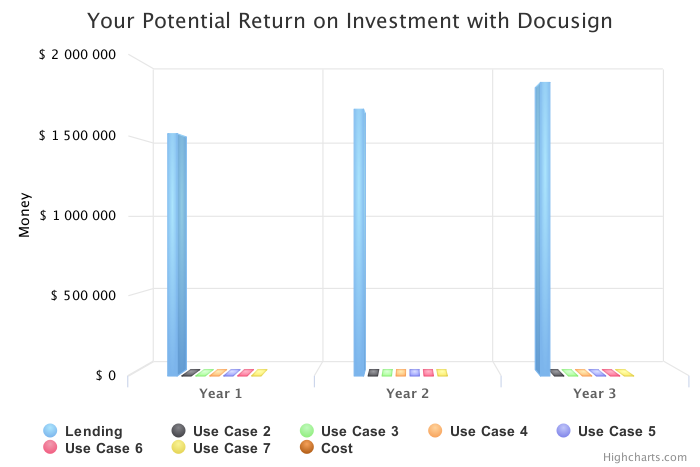 Your Potential Return on Investment with Docusign
$ 2 000 000
$ 1 500 000
$ 1 000 000
$ 500 000
$ 0
Money
Year 1
Year 2
Year 3
Lending
Use Case 2
Use Case 3
Use Case 4
Use Case 5
Use Case 6
Use Case 7
Cost
Highcharts.com